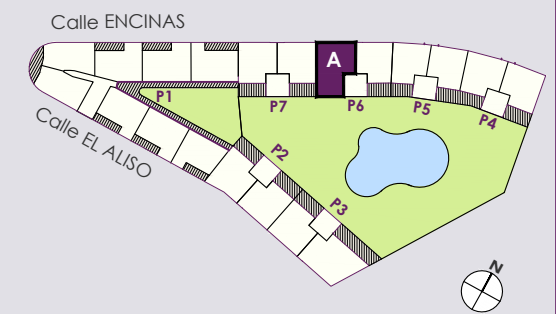 Calle ENCINAS
A
P1
P7
P6
P5
P4
Calle EL ALISO
P2
P3
N